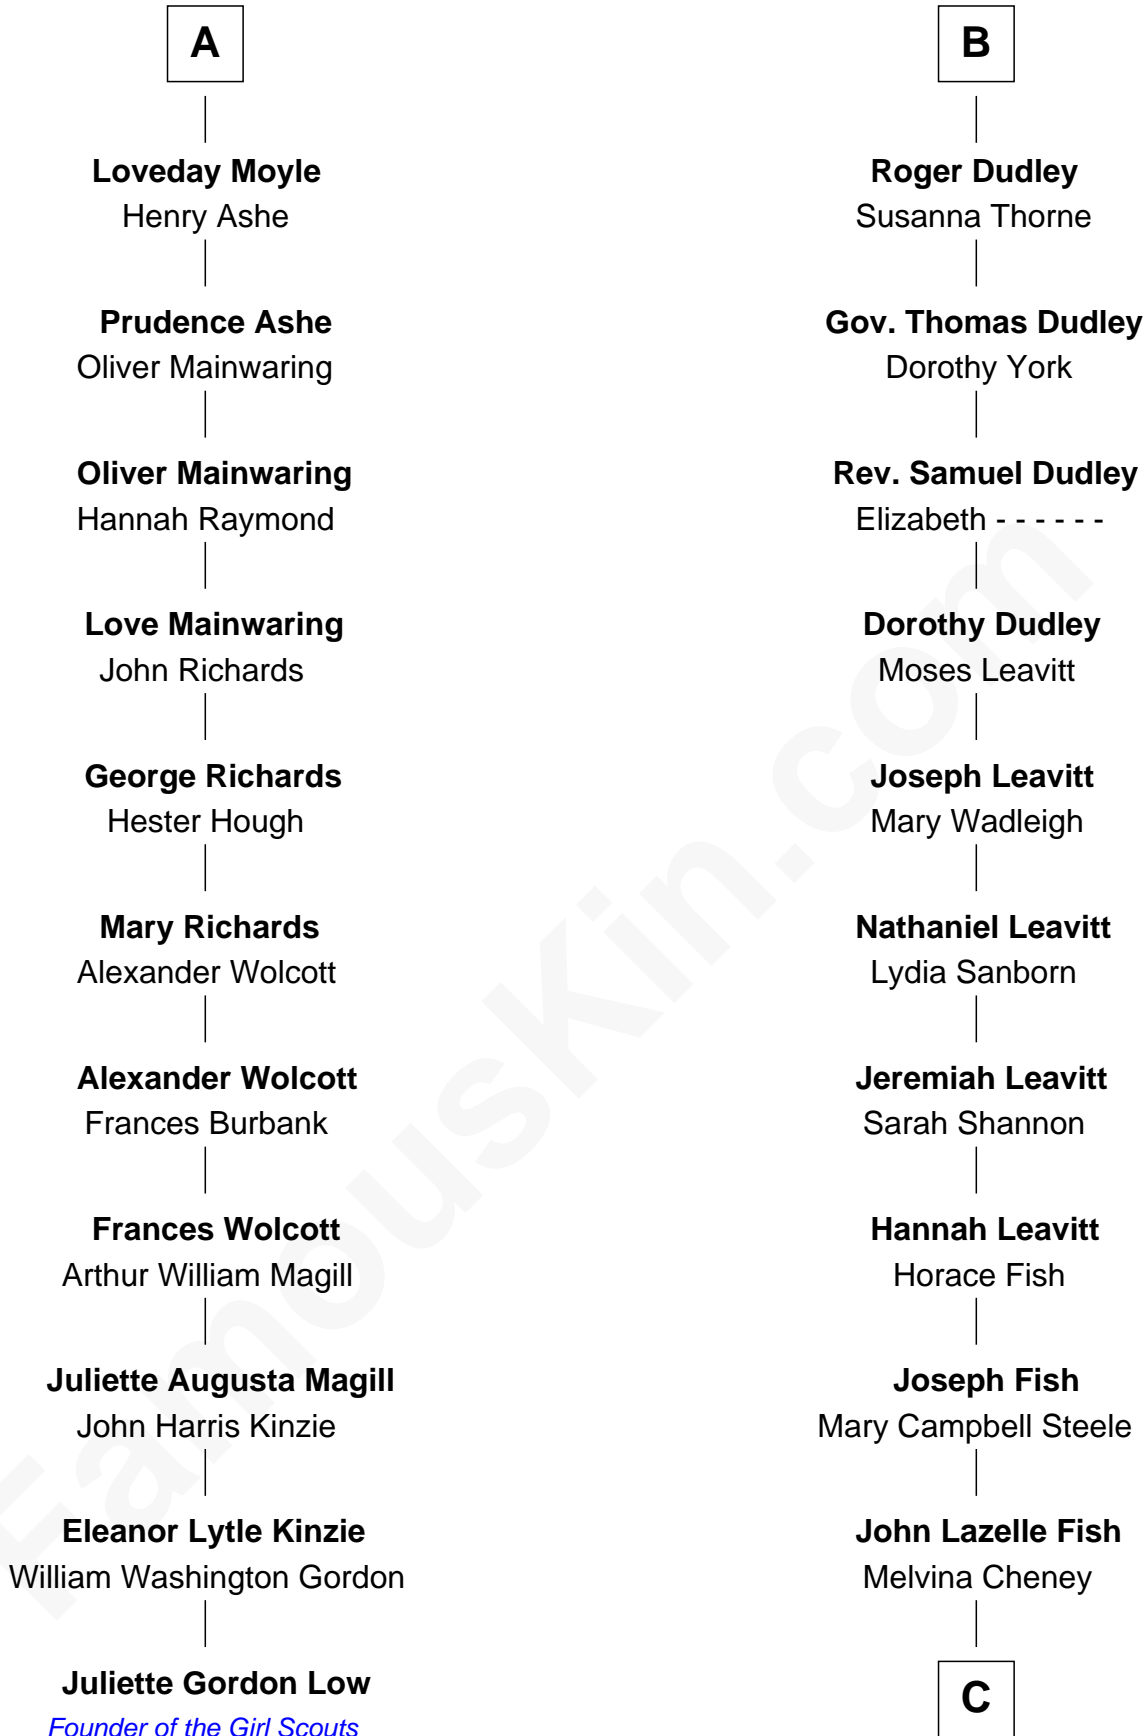 A
Loveday Moyle
Henry Ashe
Prudence Ashe
Oliver Mainwaring
Oliver Mainwaring
Hannah Raymond
Love Mainwaring
John Richards
George Richards
Hester Hough
Mary Richards
Alexander Wolcott
Alexander Wolcott
Frances Burbank
Frances Wolcott
Arthur William Magill
Juliette Augusta Magill
John Harris Kinzie
Eleanor Lytle Kinzie
William Washington Gordon
Juliette Gordon Low
Founder of the Girl Scouts
B
Roger Dudley
Susanna Thorne
Gov. Thomas Dudley
Dorothy York
Rev. Samuel Dudley
Elizabeth - - - - - -
Dorothy Dudley
Moses Leavitt
Joseph Leavitt
Mary Wadleigh
Nathaniel Leavitt
Lydia Sanborn
Jeremiah Leavitt
Sarah Shannon
Hannah Leavitt
Horace Fish
Joseph Fish
Mary Campbell Steele
John Lazelle Fish
Melvina Cheney
C
FamousKin.com